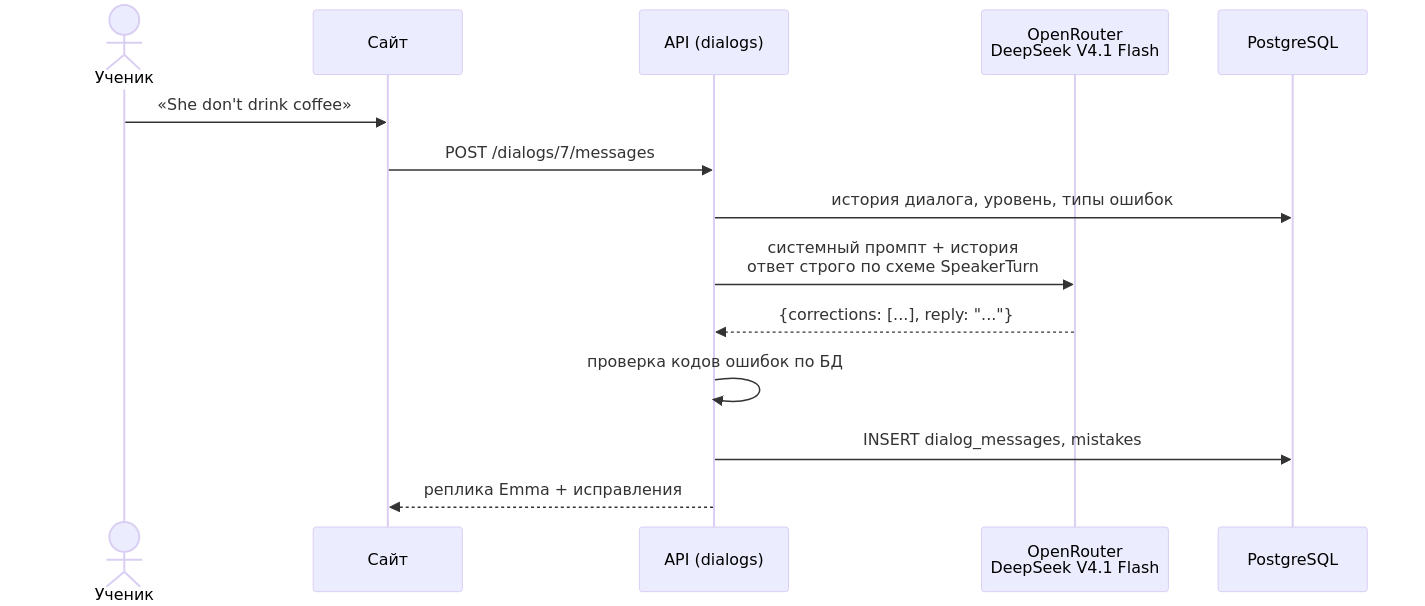 Ученик
Сайт
API (dialogs)
OpenRouter
DeepSeek V4.1 Flash
PostgreSQL
«She don't drink coffee»
POST /dialogs/7/messages
история диалога, уровень, типы ошибок
системный промпт + история
ответ строго по схеме SpeakerTurn
{corrections: [...], reply: "..."}
проверка кодов ошибок по БД
INSERT dialog_messages, mistakes
реплика Emma + исправления
Ученик
Сайт
API (dialogs)
OpenRouter
DeepSeek V4.1 Flash
PostgreSQL